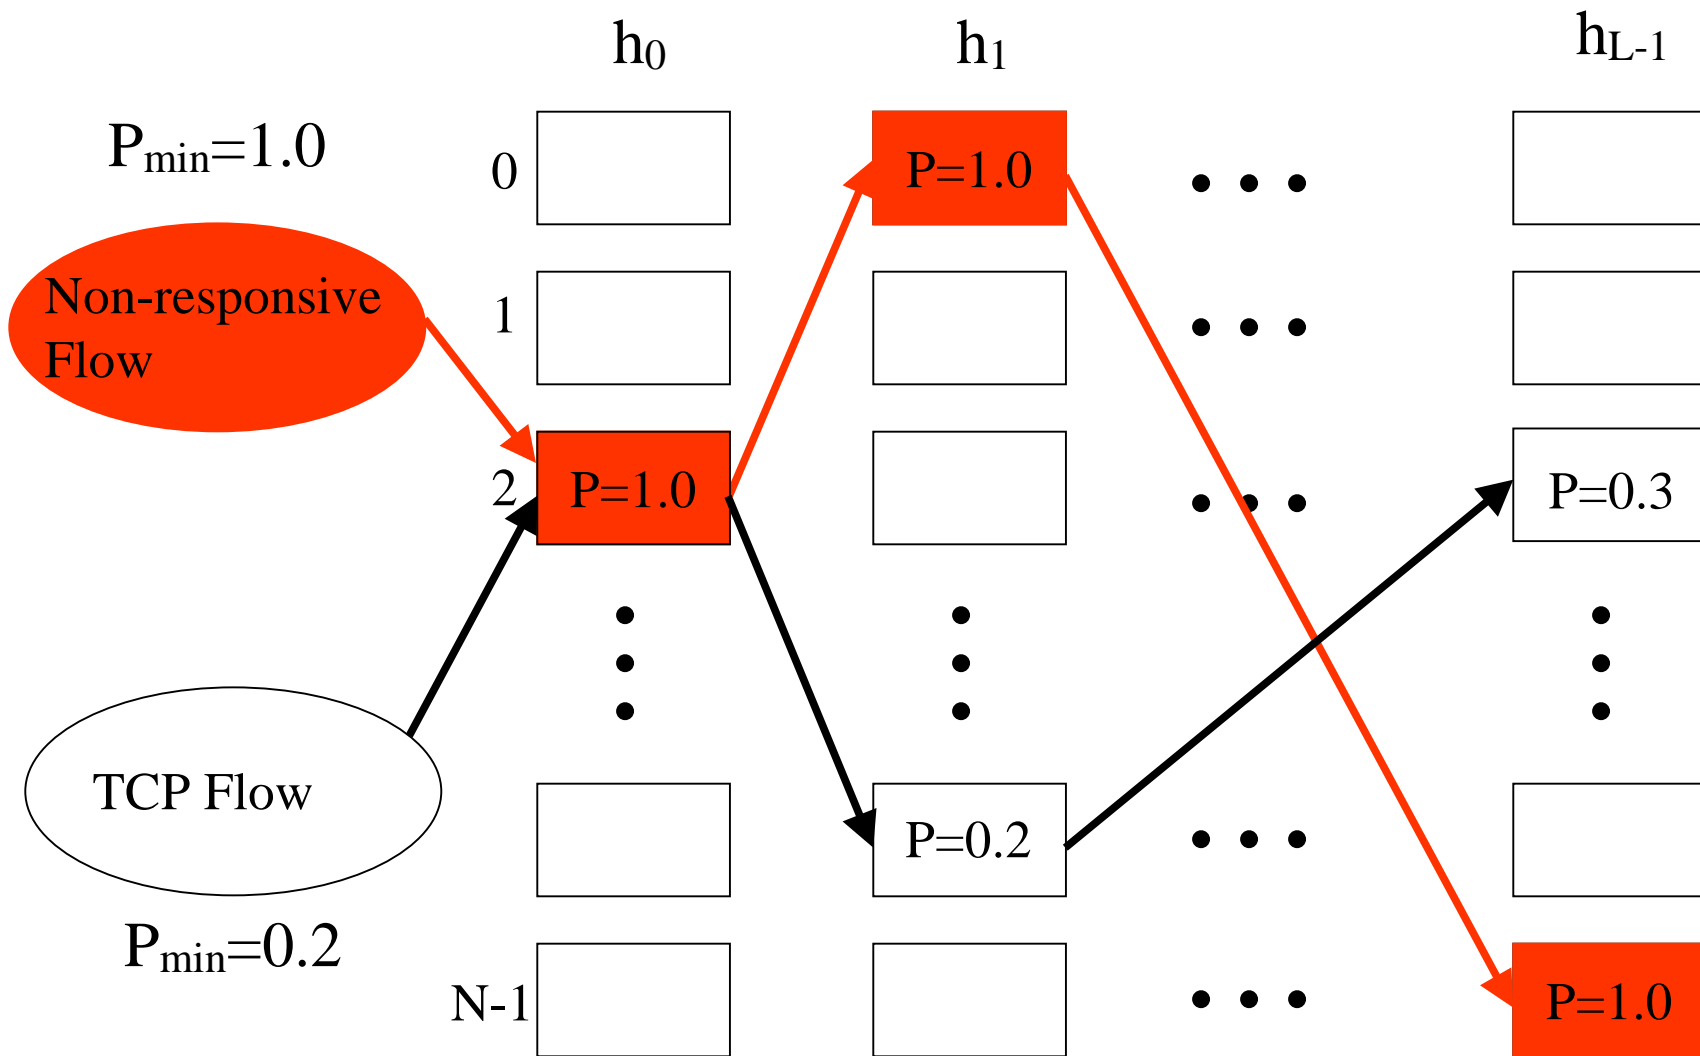 h0 h1 hL-1
Pmin=1.0
0 P=1.0
Non-responsive
Flow
1
2 P=1.0 P=0.3
TCP Flow
P=0.2
Pmin=0.2
N-1 P=1.0